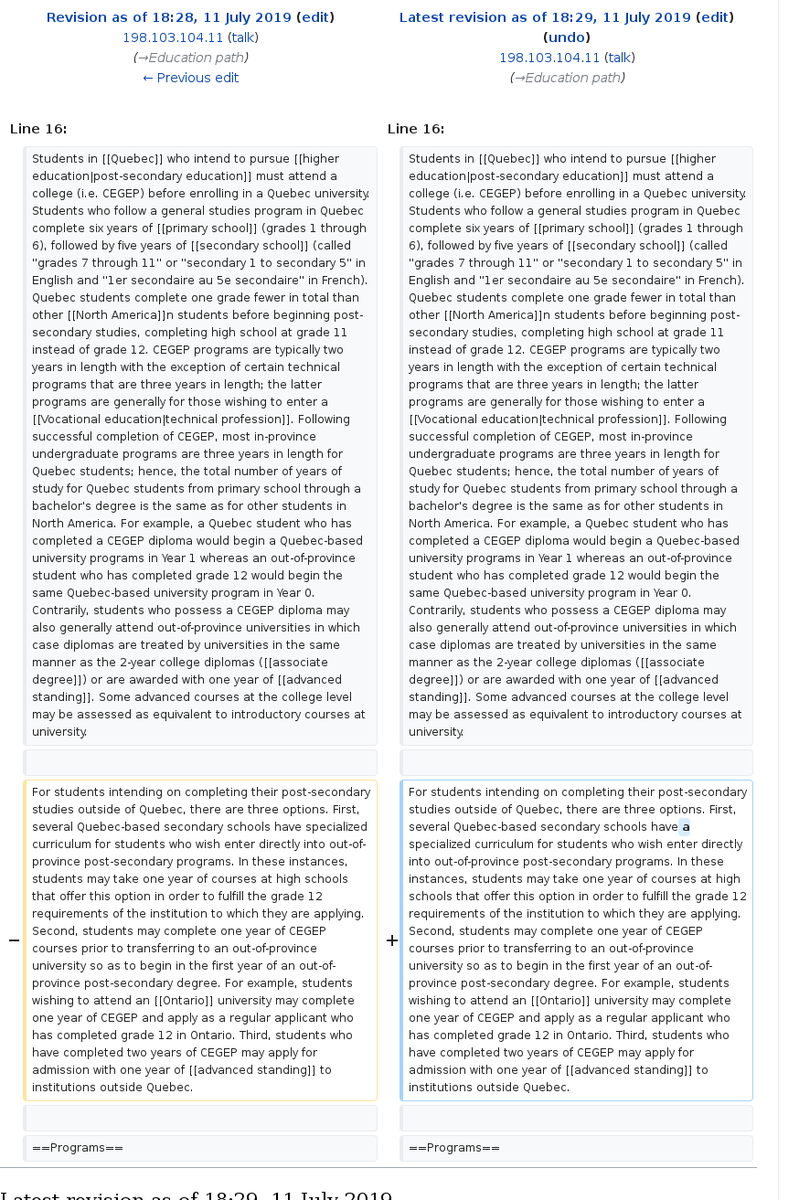 Revision as of 18:28, 11 July 2019 (edit)
198.103.104.11 (talk)
(→Education path)
← Previous edit
Latest revision as of 18:29, 11 July 2019 (edit)
(undo)
198.103.104.11 (talk)
(→Education path)
Line 16:
Students in [[Quebec]] who intend to pursue [[higher
education|post-secondary education]] must attend a
college (i.e. CEGEP) before enrolling in a Quebec university.
Students who follow a general studies program in Quebec
complete six years of [[primary school]] (grades 1 through
6), followed by five years of [[secondary school]] (called
"grades 7 through 11" or "secondary 1 to secondary 5" in
English and "1er secondaire au 5e secondaire" in French).
Quebec students complete one grade fewer in total than
other [[North America]]n students before beginning post-
secondary studies, completing high school at grade 11
instead of grade 12. CEGEP programs are typically two
years in length with the exception of certain technical
programs that are three years in length; the latter
programs are generally for those wishing to enter a
[[Vocational education|technical profession]]. Following
successful completion of CEGEP, most in-province
undergraduate programs are three years in length for
Quebec students; hence, the total number of years of
study for Quebec students from primary school through a
bachelor's degree is the same as for other students in
North America. For example, a Quebec student who has
completed a CEGEP diploma would begin a Quebec-based
university programs in Year 1 whereas an out-of-province
student who has completed grade 12 would begin the
same Quebec-based university program in Year 0.
Contrarily, students who possess a CEGEP diploma may
also generally attend out-of-province universities in which
case diplomas are treated by universities in the same
manner as the 2-year college diplomas ([[associate
degree]]) or are awarded with one year of [[advanced
standing]]. Some advanced courses at the college level
may be assessed as equivalent to introductory courses at
university.
− For students intending on completing their post-secondary
studies outside of Quebec, there are three options. First,
several Quebec-based secondary schools have specialized
curriculum for students who wish enter directly into out-of-
province post-secondary programs. In these instances,
students may take one year of courses at high schools
that offer this option in order to fulfill the grade 12
requirements of the institution to which they are applying.
Second, students may complete one year of CEGEP
courses prior to transferring to an out-of-province
university so as to begin in the first year of an out-of-
province post-secondary degree. For example, students
wishing to attend an [[Ontario]] university may complete
one year of CEGEP and apply as a regular applicant who
has completed grade 12 in Ontario. Third, students who
have completed two years of CEGEP may apply for
admission with one year of [[advanced standing]] to
institutions outside Quebec.
==Programs==
Line 16:
Students in [[Quebec]] who intend to pursue [[higher
education|post-secondary education]] must attend a
college (i.e. CEGEP) before enrolling in a Quebec university.
Students who follow a general studies program in Quebec
complete six years of [[primary school]] (grades 1 through
6), followed by five years of [[secondary school]] (called
"grades 7 through 11" or "secondary 1 to secondary 5" in
English and "1er secondaire au 5e secondaire" in French).
Quebec students complete one grade fewer in total than
other [[North America]]n students before beginning post-
secondary studies, completing high school at grade 11
instead of grade 12. CEGEP programs are typically two
years in length with the exception of certain technical
programs that are three years in length; the latter
programs are generally for those wishing to enter a
[[Vocational education|technical profession]]. Following
successful completion of CEGEP, most in-province
undergraduate programs are three years in length for
Quebec students; hence, the total number of years of
study for Quebec students from primary school through a
bachelor's degree is the same as for other students in
North America. For example, a Quebec student who has
completed a CEGEP diploma would begin a Quebec-based
university programs in Year 1 whereas an out-of-province
student who has completed grade 12 would begin the
same Quebec-based university program in Year 0.
Contrarily, students who possess a CEGEP diploma may
also generally attend out-of-province universities in which
case diplomas are treated by universities in the same
manner as the 2-year college diplomas ([[associate
degree]]) or are awarded with one year of [[advanced
standing]]. Some advanced courses at the college level
may be assessed as equivalent to introductory courses at
university.
+ For students intending on completing their post-secondary
studies outside of Quebec, there are three options. First,
several Quebec-based secondary schools have a
specialized curriculum for students who wish enter directly
into out-of-province post-secondary programs. In these
instances, students may take one year of courses at high
schools that offer this option in order to fulfill the grade 12
requirements of the institution to which they are applying.
Second, students may complete one year of CEGEP
courses prior to transferring to an out-of-province
university so as to begin in the first year of an out-of-
province post-secondary degree. For example, students
wishing to attend an [[Ontario]] university may complete
one year of CEGEP and apply as a regular applicant who
has completed grade 12 in Ontario. Third, students who
have completed two years of CEGEP may apply for
admission with one year of [[advanced standing]] to
institutions outside Quebec.
==Programs==
Latest revision as of 18:29, 11 July 2019